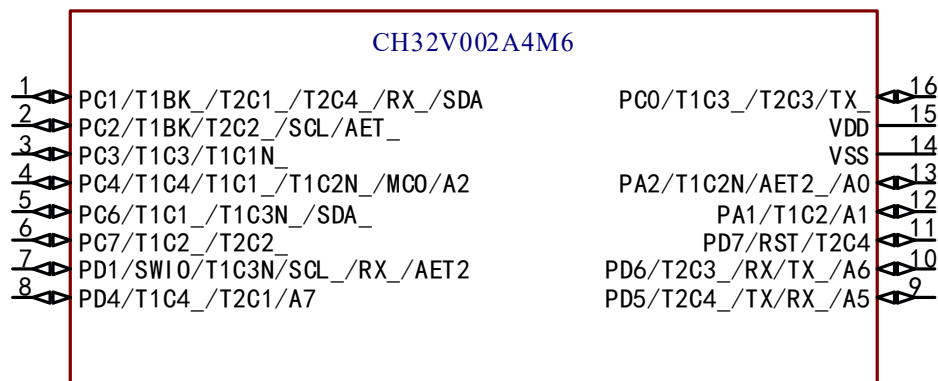 CH32V002A4M6
1 PC1/T1BK_/T2C1_/T2C4_/RX_/SDA PC0/T1C3_/T2C3/TX_ 16
2 PC2/T1BK/T2C2_/SCL/AET_ VDD 15
3 PC3/T1C3/T1C1N_ VSS 14
4 PC4/T1C4/T1C1_/T1C2N_/MCO/A2 PA2/T1C2N/AET2_/A0 13
5 PC6/T1C1_/T1C3N_/SDA_ PA1/T1C2/A1 12
6 PC7/T1C2_/T2C2_ PD7/RST/T2C4 11
7 PD1/SWIO/T1C3N/SCL_/RX_/AET2 PD6/T2C3_/RX/TX_/A6 10
8 PD4/T1C4_/T2C1/A7 PD5/T2C4_/TX/RX_/A5 9